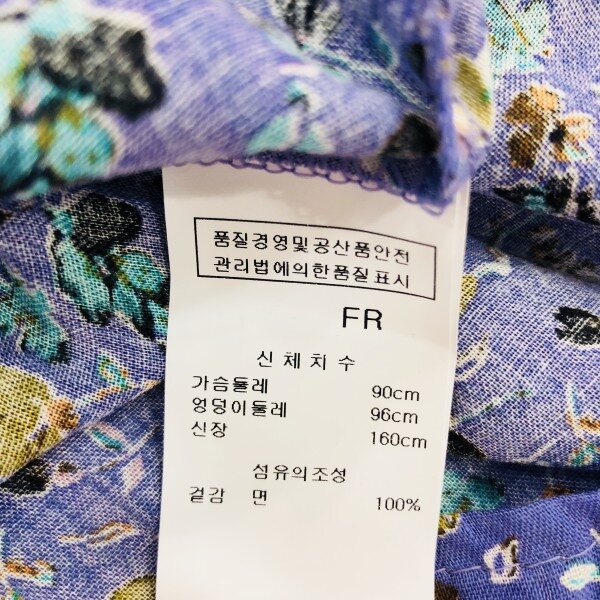 품질경영및공산품안전
관리법에의한품질표시
FR
신체치수
가슴둘레 90cm
엉덩이둘레 96cm
신장 160cm
섬유의조성
겉감 면 100%